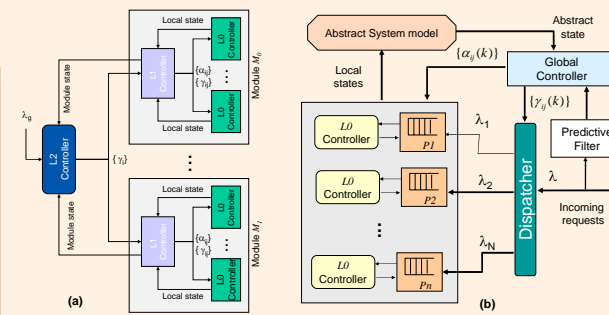 Local state
L0
Controller
Module M0
L1
Controller
{αij}
{γij}
...
L0
Controller
Local state
Module state
λg
L2
Controller
{γi}
...
Module state
Local state
L0
Controller
Module M1
L1
Controller
{αij}
{γij}
...
L0
Controller
Local state
(a)
Abstract System model
Abstract
state
{αij(k)}
Global
Controller
Local
states
{γij(k)}
L0
Controller
P1
λ1
Predictive
Filter
L0
Controller
P2
λ2
Dispatcher
λ
Incoming
requests
...
L0
Controller
Pn
λN
(b)